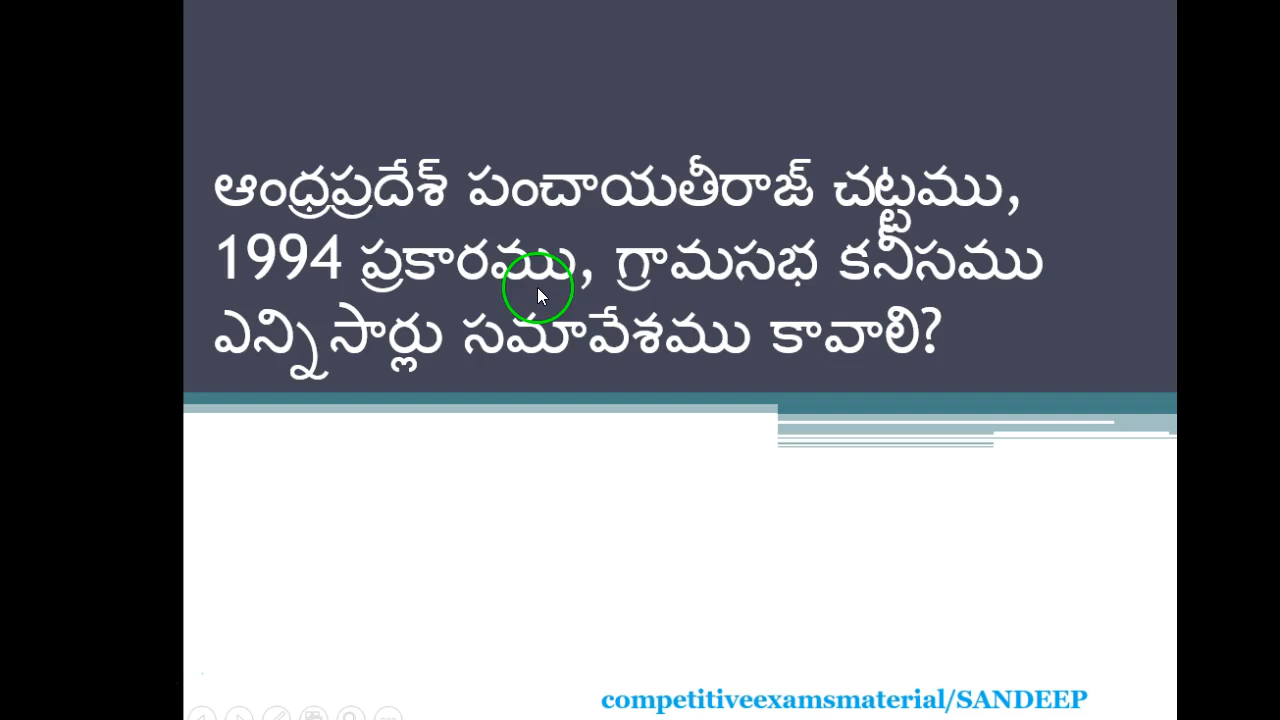 ఆంధ్రప్రదేశ్ పంచాయతీరాజ్ చట్టము,
1994 ప్రకారము, గ్రామసభ కనీసము
ఎన్ని సార్లు సమావేశము కావాలి?
competitiveexamsmaterial/SANDEEP